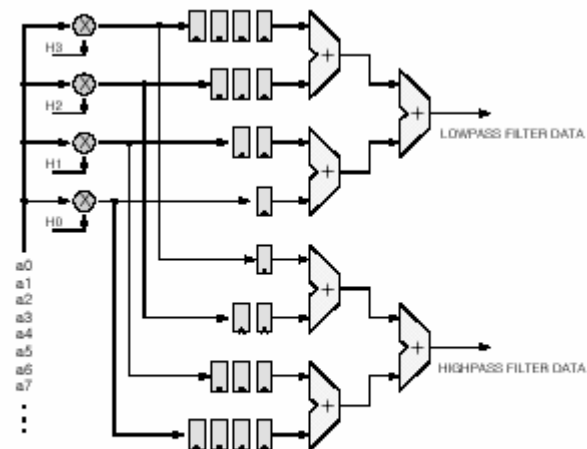 H3
H2
H1
H0
X
X
X
X
+
+
+
LOWPASS FILTER DATA
+
+
+
HIGHPASS FILTER DATA
a0
a1
a2
a3
a4
a5
a6
a7